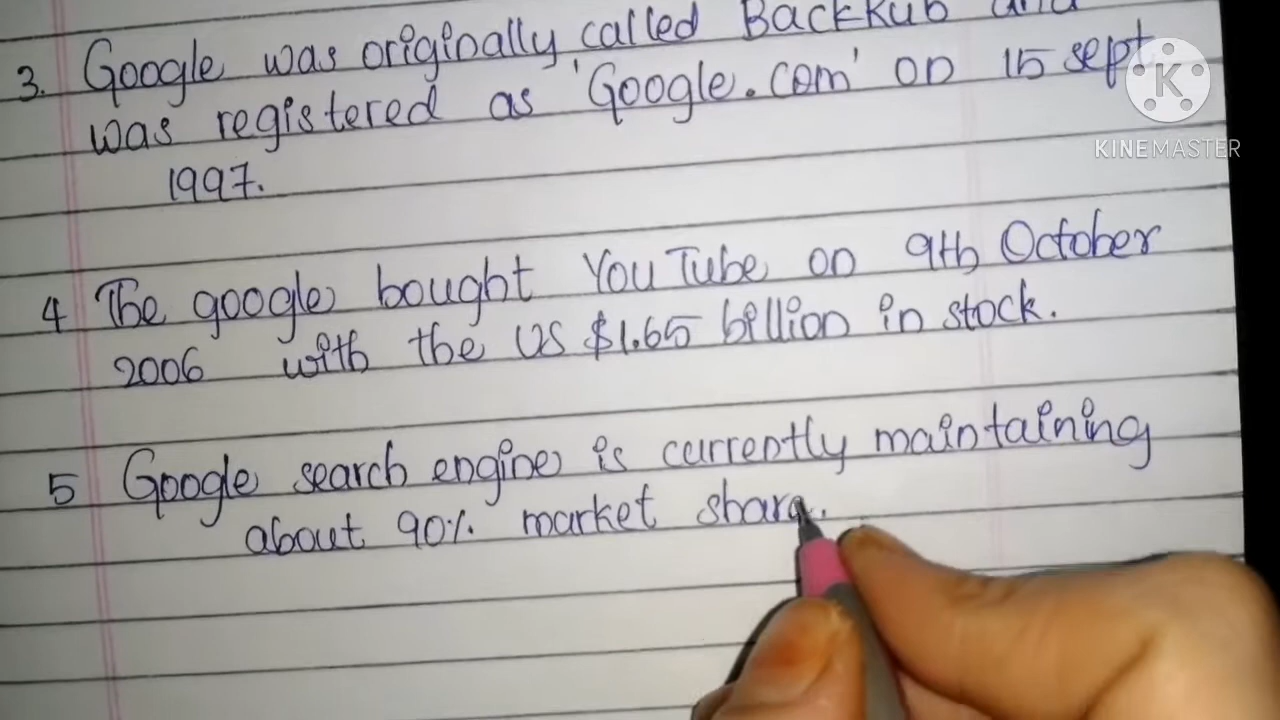 3. Google was originally called BackRub and
was registered as 'Google.com' on 15 sept
1997.
4 The google bought YouTube on 9th October
2006 with the US $1.65 billion in stock.
5 Google search engine is currently maintaining
about 90% market share.
K
KINEMASTER